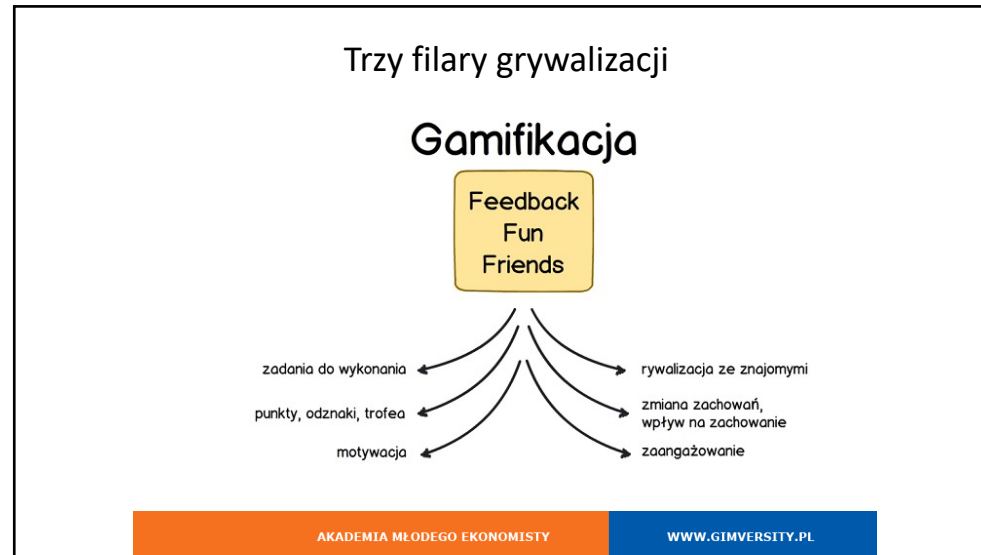 Trzy filary grywalizacji
Gamifikacja
Feedback
Fun
Friends
zadania do wykonania
rywalizacja ze znajomymi
punkty, odznaki, trofea
zmiana zachowań,
wpływ na zachowanie
motywacja
zaangażowanie
AKADEMIA MŁODEGO EKONOMISTY
WWW.GIMVERSITY.PL